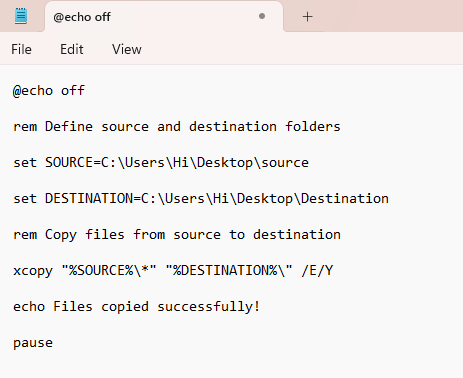 @echo off
File Edit View
@echo off
rem Define source and destination folders
set SOURCE=C:\Users\Hi\Desktop\source
set DESTINATION=C:\Users\Hi\Desktop\Destination
rem Copy files from source to destination
xcopy "%SOURCE%\*" "%DESTINATION%\" /E/Y
echo Files copied successfully!
pause